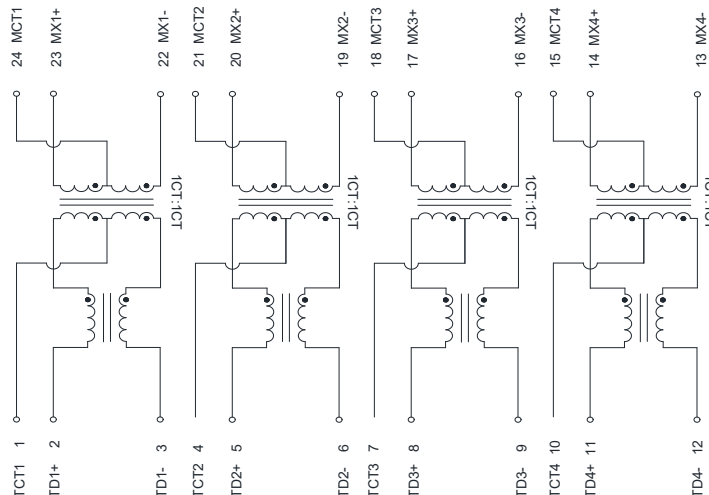 24 MCT1
23 MX1+
22 MX1-
21 MCT2
20 MX2+
19 MX2-
18 MCT3
17 MX3+
16 MX3-
15 MCT4
14 MX4+
13 MX4-
1CT:1CT
1CT:1CT
1CT:1CT
1CT:1CT
TCT1 1
TD1+ 2
TD1- 3
TCT2 4
TD2+ 5
TD2- 6
TCT3 7
TD3+ 8
TD3- 9
TCT4 10
TD4+ 11
TD4- 12